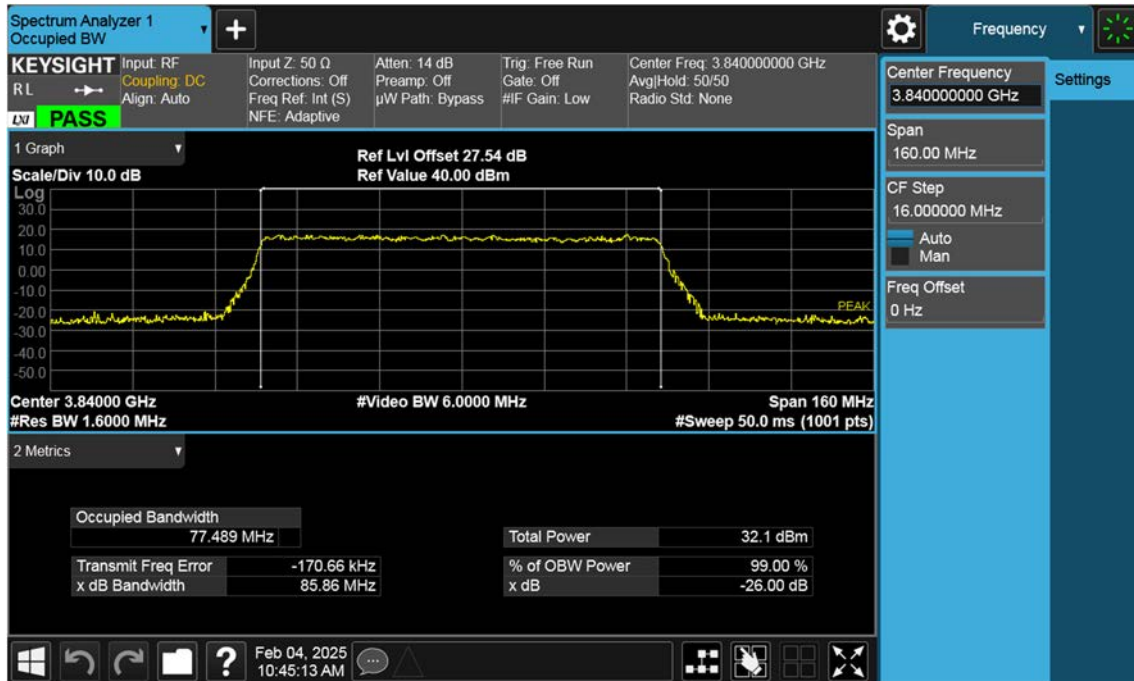 Spectrum Analyzer 1
Occupied BW
Frequency
KEYSIGHT
R L
LXI PASS
Input: RF
Coupling: DC
Align: Auto
Input Z: 50 Ω
Corrections: Off
Freq Ref: Int (S)
NFE: Adaptive
Atten: 14 dB
Preamp: Off
µW Path: Bypass
Trig: Free Run
Gate: Off
#IF Gain: Low
Center Freq: 3.840000000 GHz
Avg|Hold: 50/50
Radio Std: None
Center Frequency
3.840000000 GHz
Settings
Span
160.00 MHz
CF Step
16.000000 MHz
Auto
Man
Freq Offset
0 Hz
1 Graph
Scale/Div 10.0 dB
Ref Lvl Offset 27.54 dB
Ref Value 40.00 dBm
Log
30.0
20.0
10.0
0.00
-10.0
-20.0
-30.0
-40.0
-50.0
PEAK
Center 3.84000 GHz
#Video BW 6.0000 MHz
Span 160 MHz
#Res BW 1.6000 MHz
#Sweep 50.0 ms (1001 pts)
2 Metrics
Occupied Bandwidth
77.489 MHz
Total Power 32.1 dBm
Transmit Freq Error -170.66 kHz
% of OBW Power 99.00 %
x dB Bandwidth 85.86 MHz
x dB -26.00 dB
?
Feb 04, 2025
10:45:13 AM